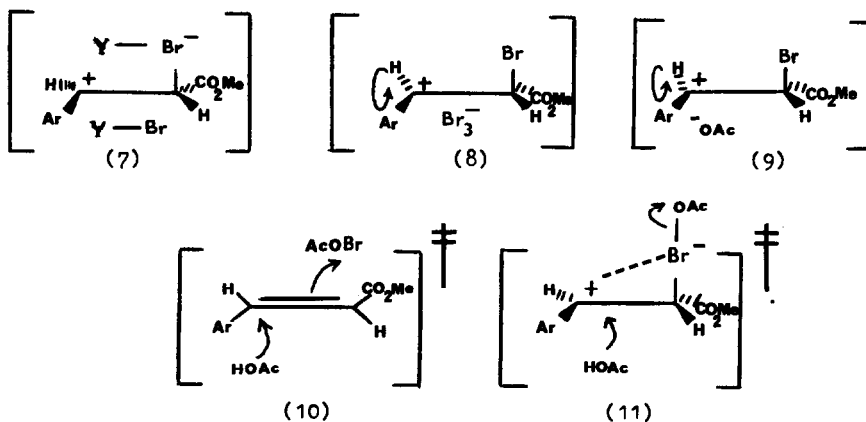 Y — Br⁻
H + CO₂Me
Ar Y — Br H
(7)
Br
H + CO₂Me
Ar Br₃⁻ H
(8)
Br
H + CO₂Me
Ar ⁻OAc H
(9)
AcOBr ‡
H CO₂Me
Ar H
HOAc
(10)
OAc ‡
Br⁻
H + CO₂Me
Ar H
HOAc
(11)